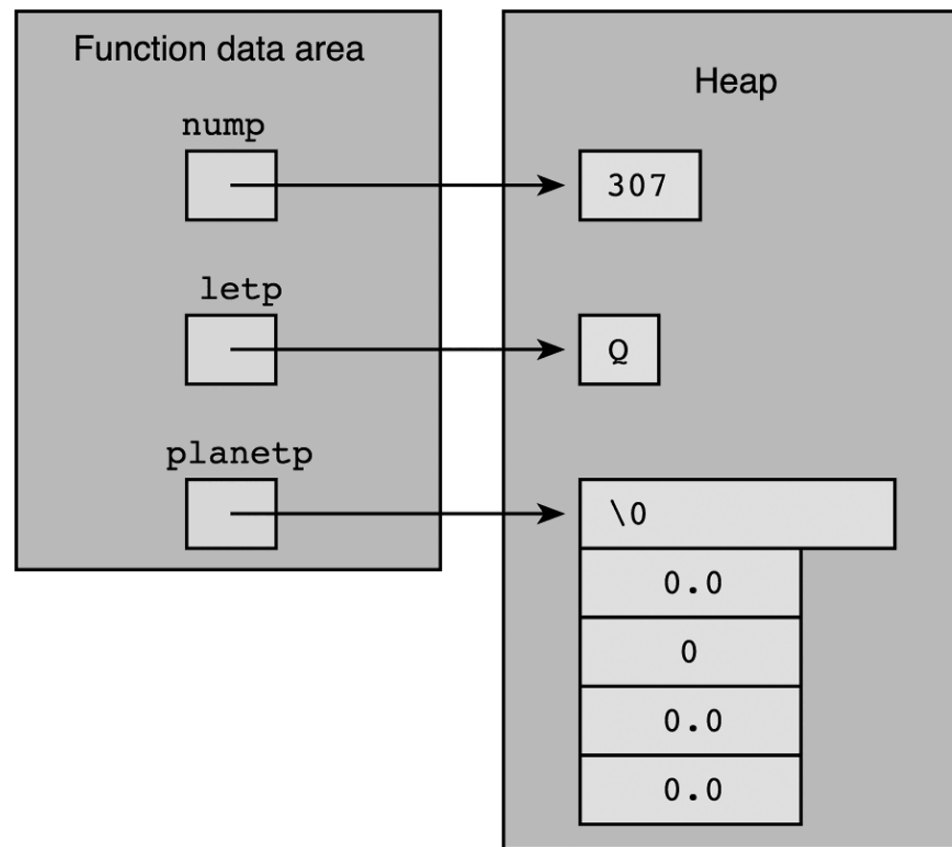 Function data area
Heap
nump
307
letp
Q
planetp
\0
0.0
0
0.0
0.0